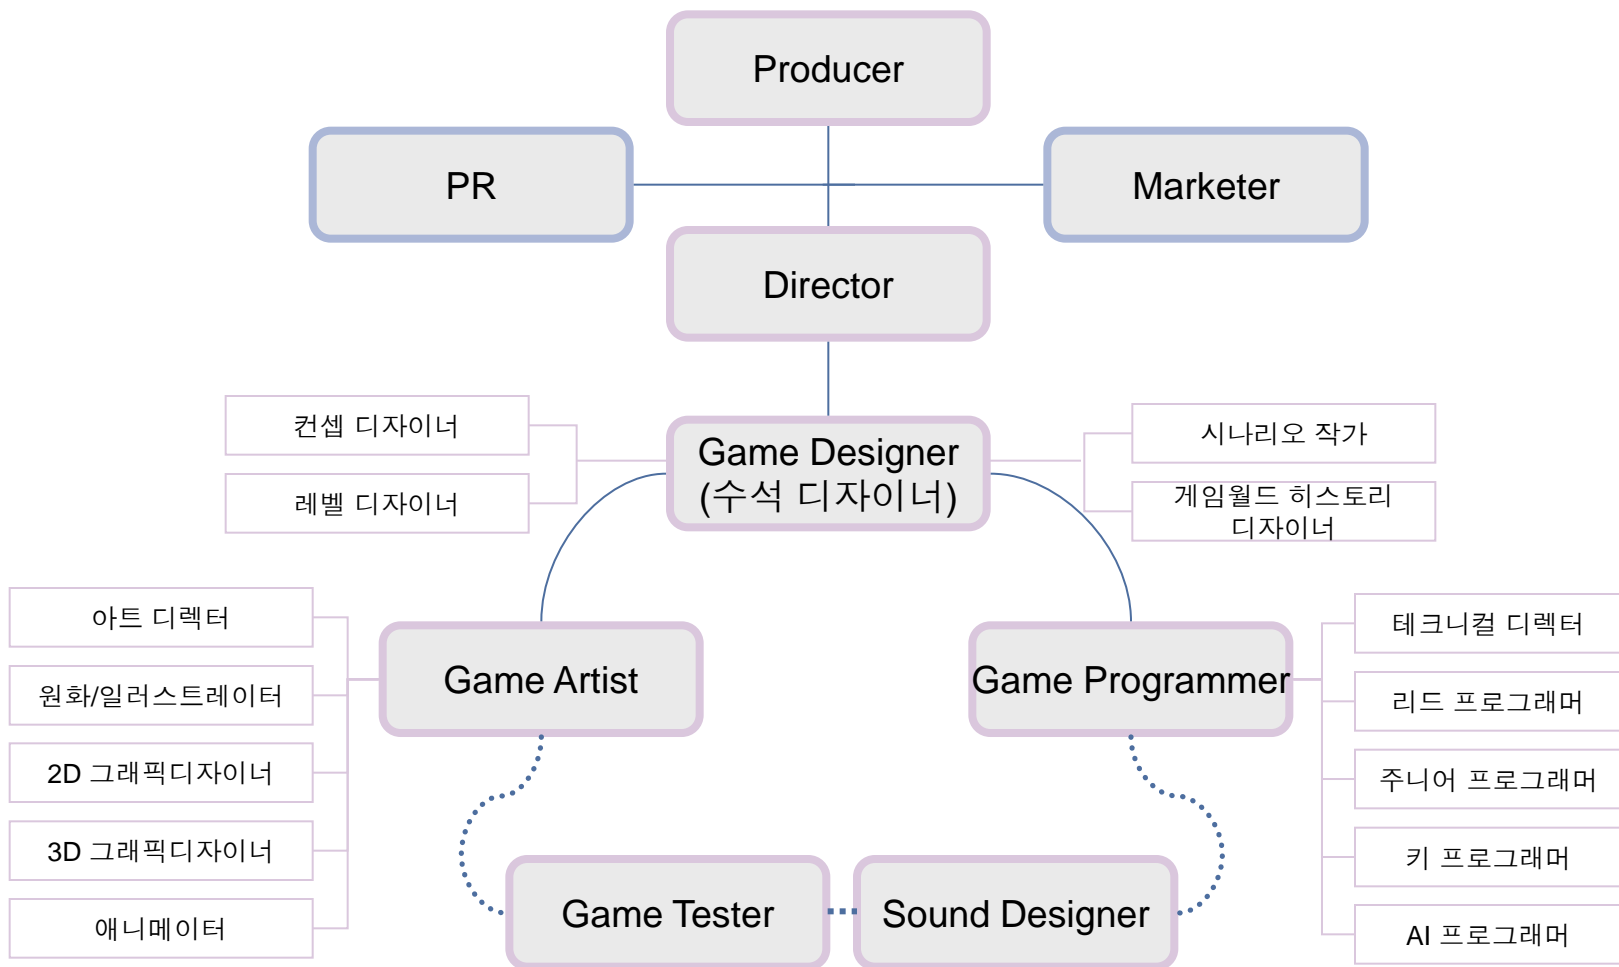 Producer
PR
Marketer
Director
컨셉 디자이너
레벨 디자이너
Game Designer
(수석 디자이너)
시나리오 작가
게임월드 히스토리
디자이너
아트 디렉터
원화/일러스트레이터
2D 그래픽디자이너
3D 그래픽디자이너
애니메이터
Game Artist
Game Programmer
테크니컬 디렉터
리드 프로그래머
주니어 프로그래머
키 프로그래머
AI 프로그래머
Game Tester
Sound Designer